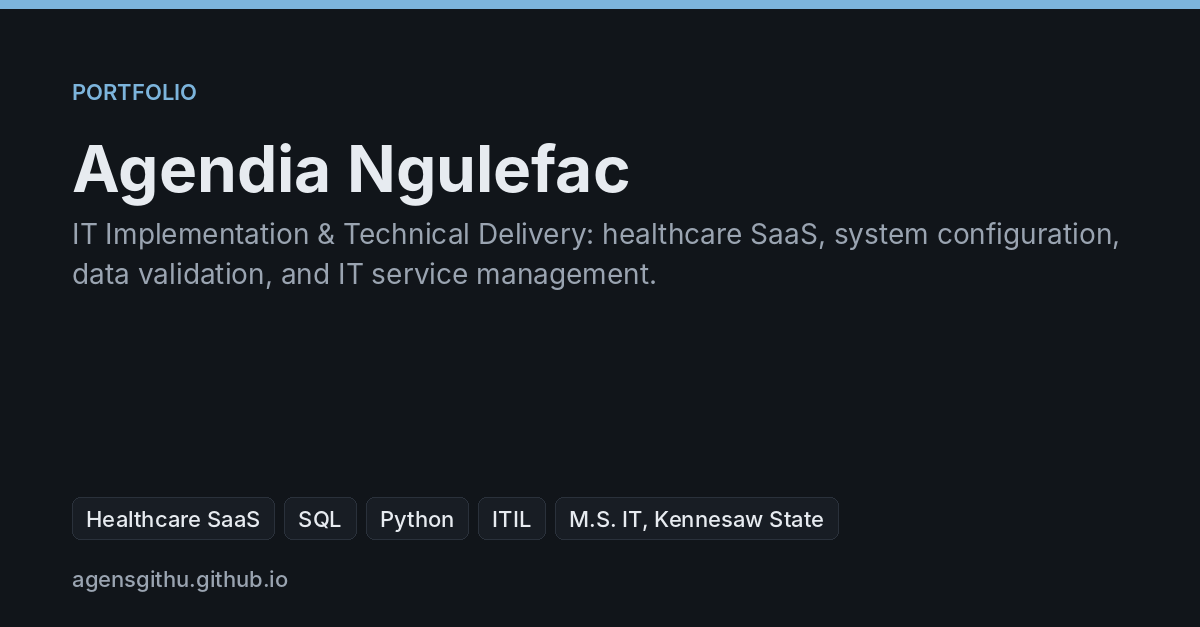 PORTFOLIO
Agendia Ngulefac
IT Implementation & Technical Delivery: healthcare SaaS, system configuration,
data validation, and IT service management.
Healthcare SaaS SQL Python ITIL M.S. IT, Kennesaw State
agensgithu.github.io